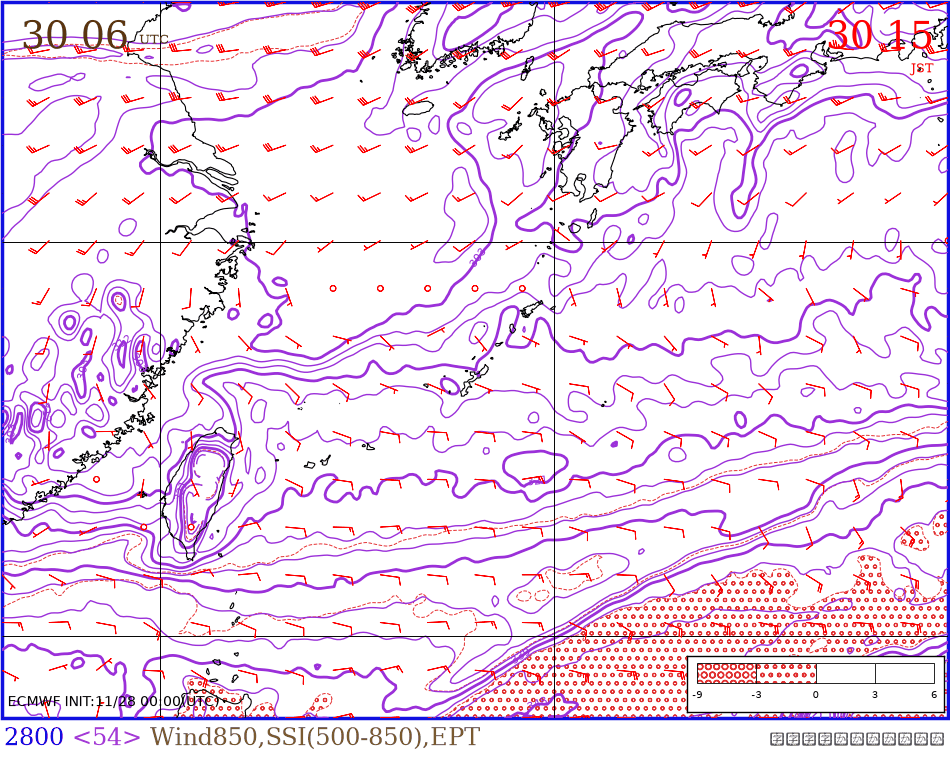 30 06 UTC 30 15
JST
303
ECMWF INIT:11/28 00:00(UTC)
-9 -3 0 3 6
2800 <54> Wind850,SSI(500-850),EPT